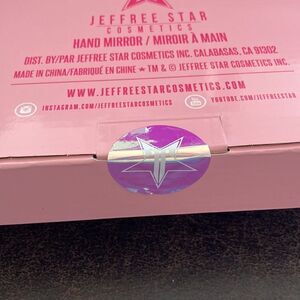 JEFFREE STAR
COSMETICS
HAND MIRROR / MIROIR À MAIN
DIST. BY/PAR JEFFREE STAR COSMETICS INC. CALABASAS, CA 91302.
MADE IN CHINA/FABRIQUÉ EN CHINE ★ TM & © JEFFREE STAR COSMETICS INC.
WWW.JEFFREESTARCOSMETICS.COM
INSTAGRAM.COM/JEFFREESTARCOSMETICS YOUTUBE.COM/JEFFREESTAR